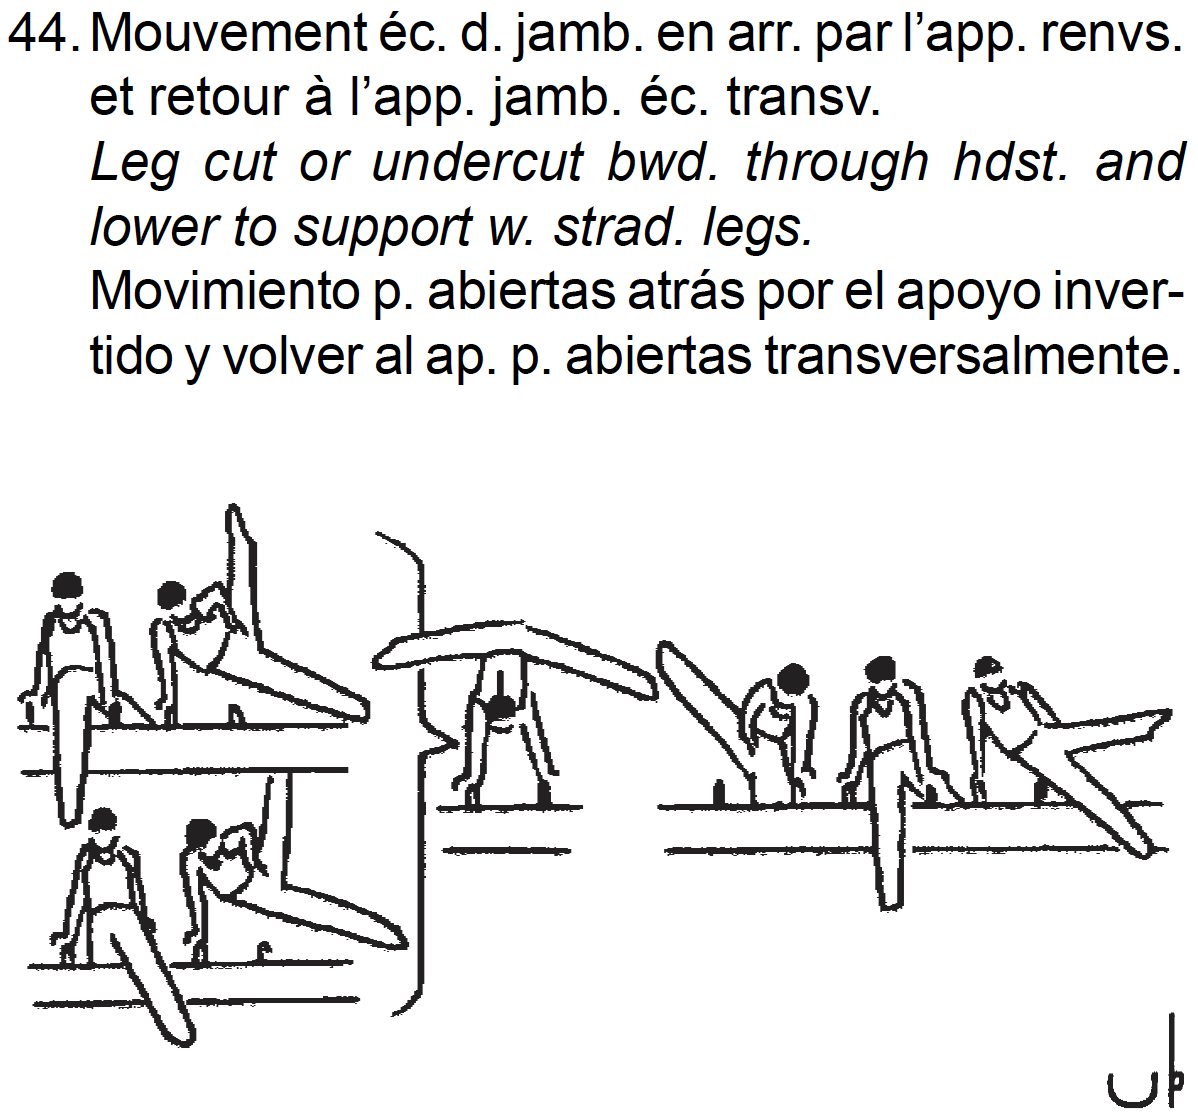 44. Mouvement éc. d. jamb. en arr. par l’app. renvs.
et retour à l’app. jamb. éc. transv.
Leg cut or undercut bwd. through hdst. and
lower to support w. strad. legs.
Movimiento p. abiertas atrás por el apoyo inver-
tido y volver al ap. p. abiertas transversalmente.